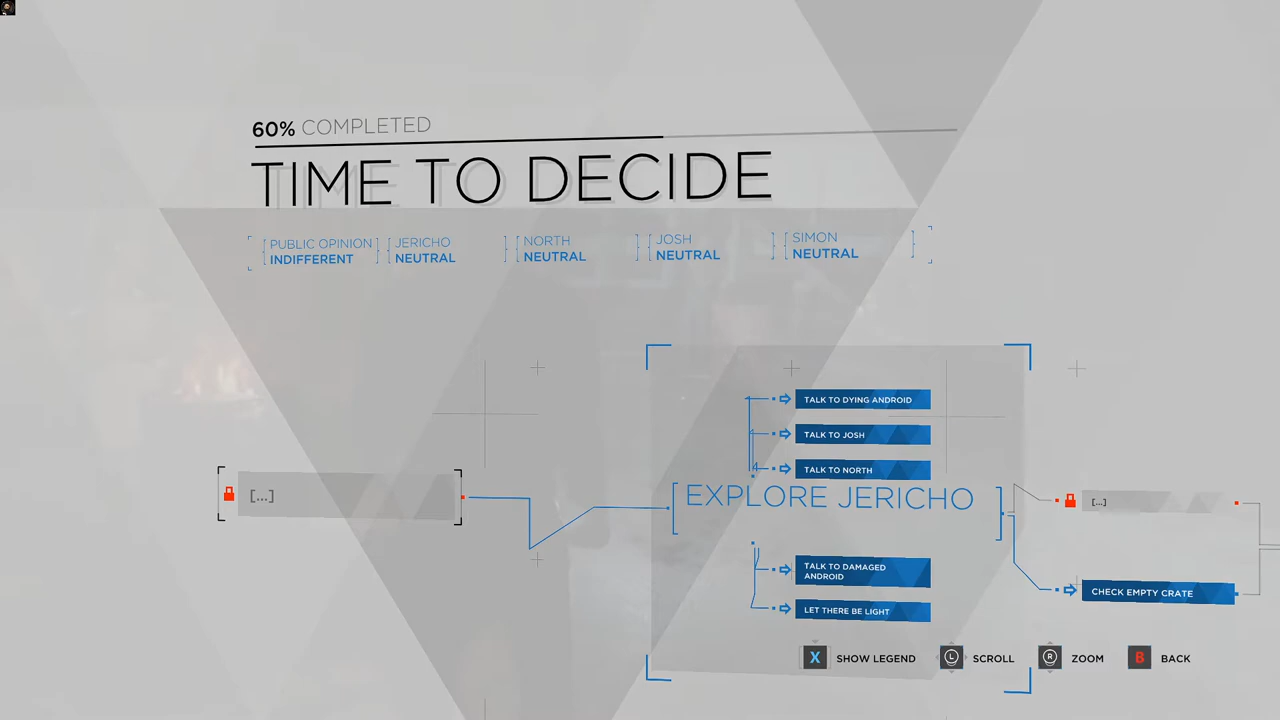 60% COMPLETED
TIME TO DECIDE
PUBLIC OPINION
INDIFFERENT
JERICHO
NEUTRAL
NORTH
NEUTRAL
JOSH
NEUTRAL
SIMON
NEUTRAL
TALK TO DYING ANDROID
TALK TO JOSH
TALK TO NORTH
[...]
EXPLORE JERICHO
[...]
TALK TO DAMAGED
ANDROID
CHECK EMPTY CRATE
LET THERE BE LIGHT
X SHOW LEGEND
L SCROLL
R ZOOM
B BACK